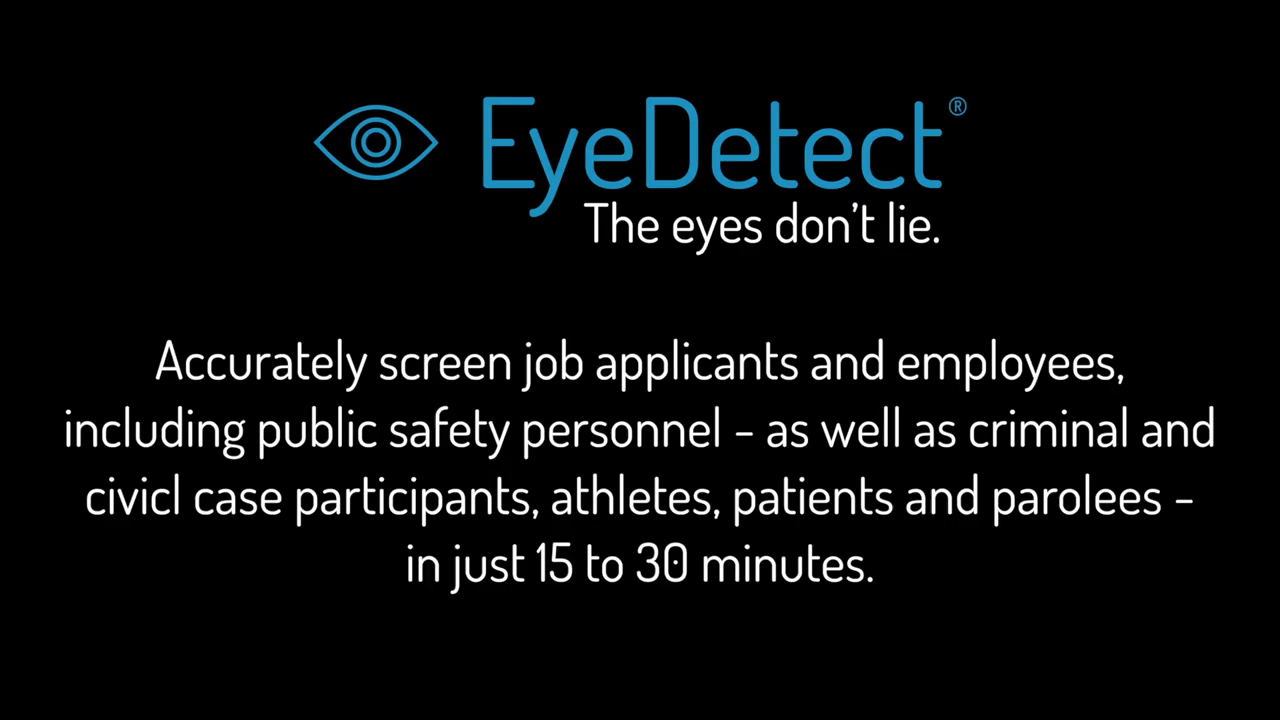 EyeDetect®
The eyes don't lie.
Accurately screen job applicants and employees,
including public safety personnel - as well as criminal and
civicl case participants, athletes, patients and parolees -
in just 15 to 30 minutes.